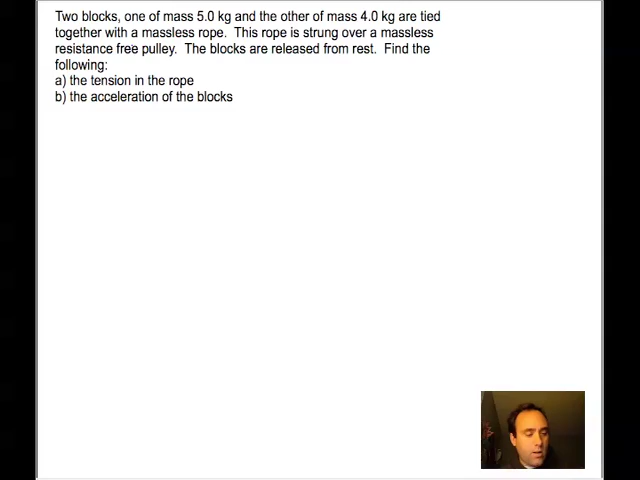 Two blocks, one of mass 5.0 kg and the other of mass 4.0 kg are tied
together with a massless rope.  This rope is strung over a massless
resistance free pulley.  The blocks are released from rest.  Find the
following:
a) the tension in the rope
b) the acceleration of the blocks